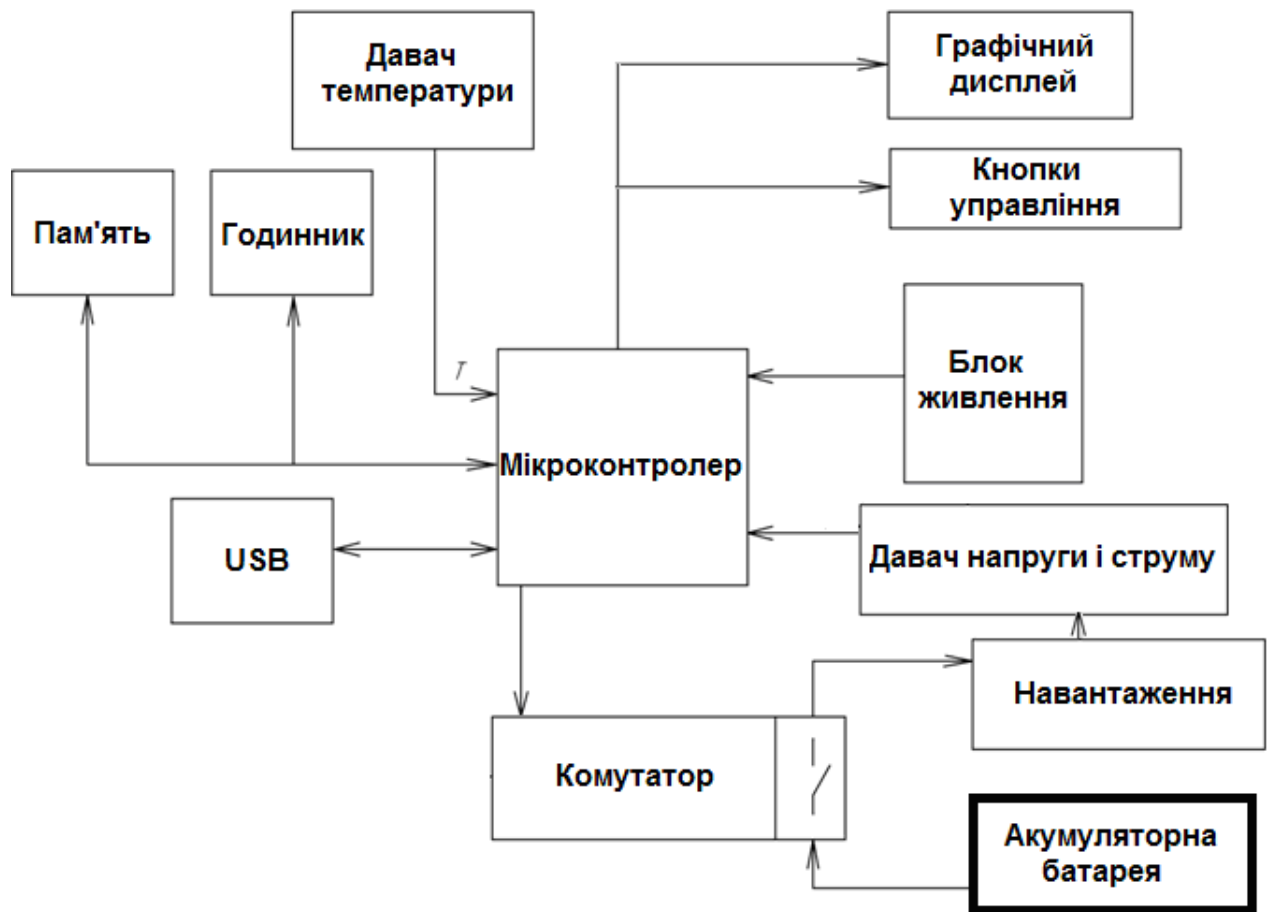 Давач
температури
Графічний
дисплей
Кнопки
управління
Пам'ять
Годинник
T
Блок
живлення
Мікроконтролер
USB
Давач напруги і струму
Навантаження
Комутатор
Акумуляторна
батарея